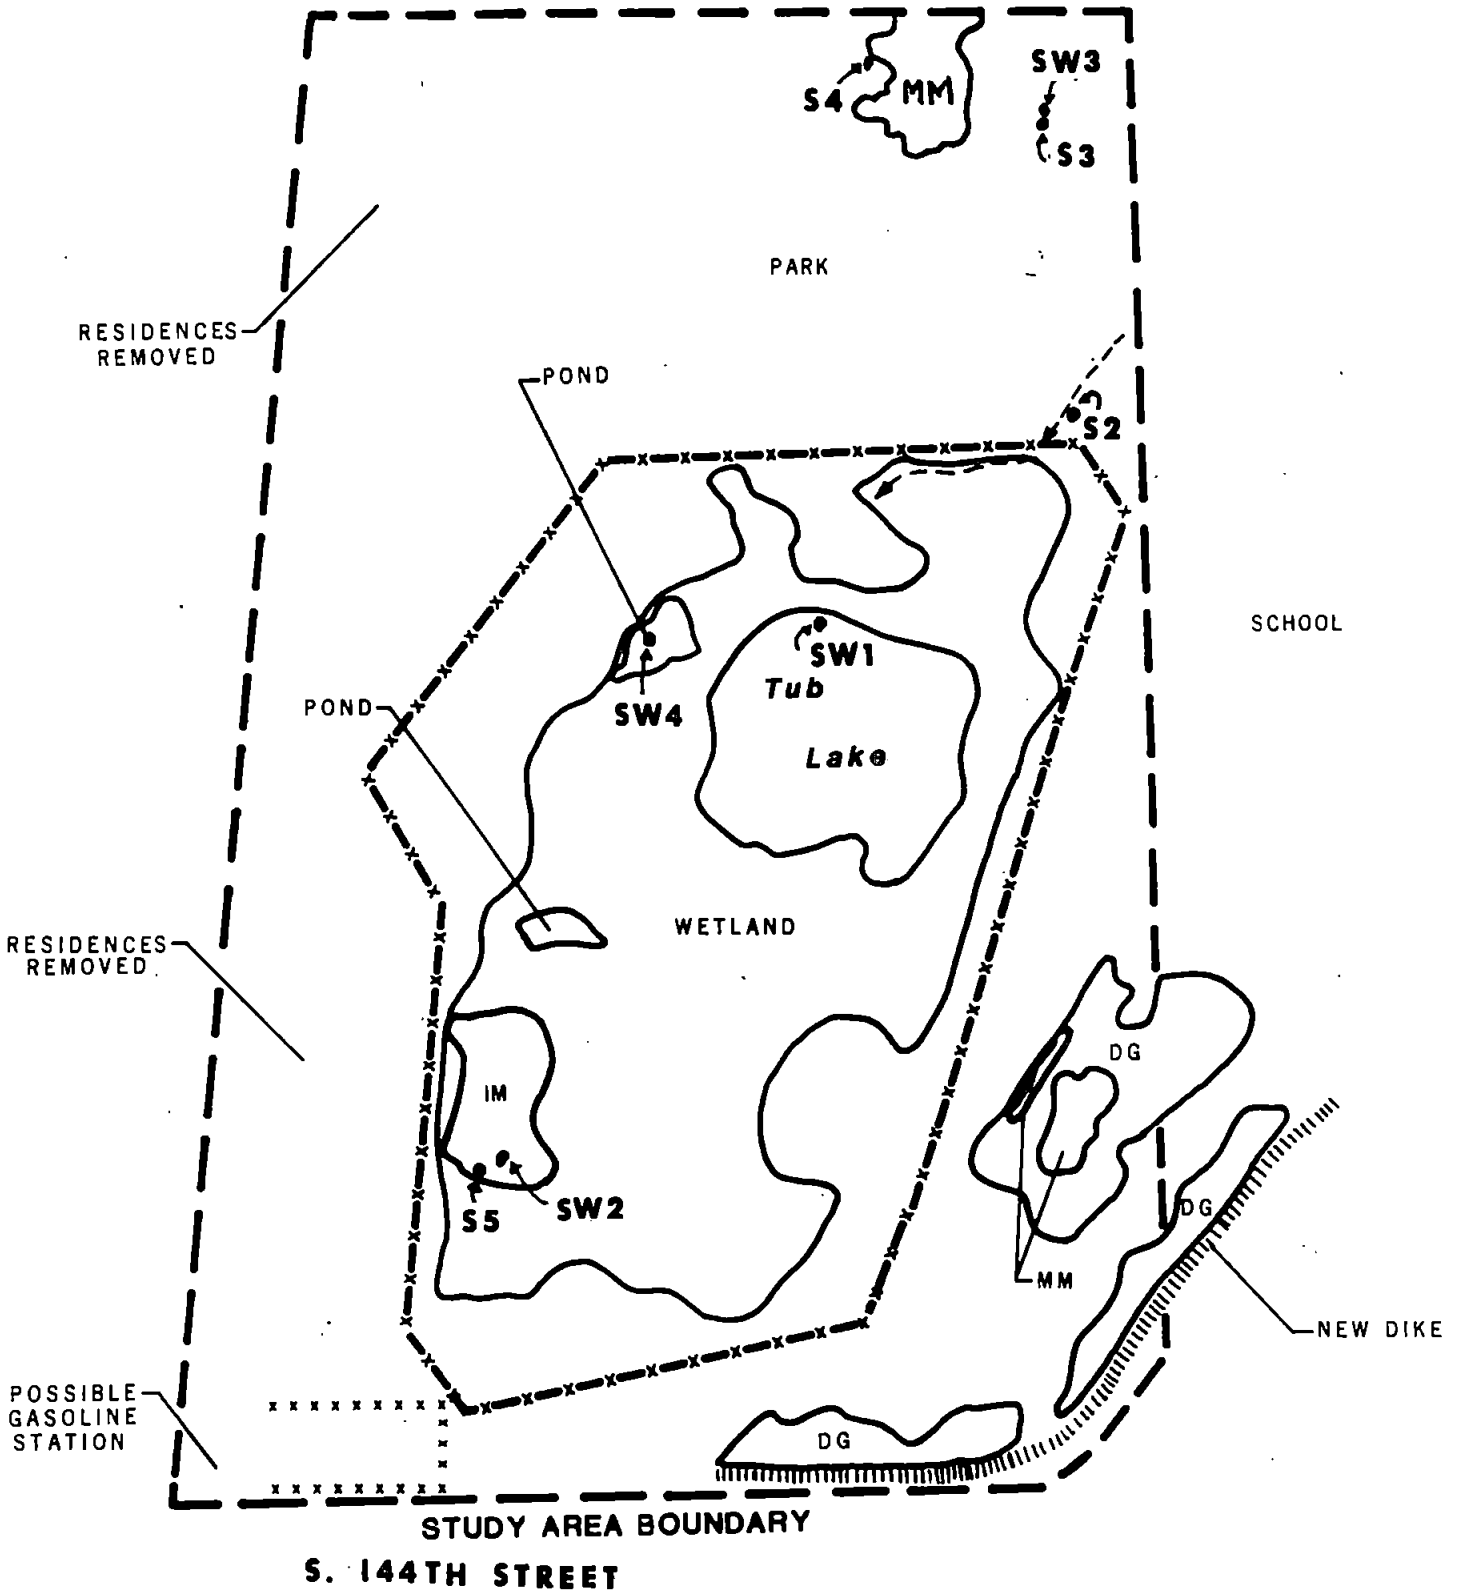 SW3
S4
MM
S3
PARK
RESIDENCES
REMOVED
POND
S2
SCHOOL
SW1
Tub
POND
SW4
Lake
WETLAND
RESIDENCES
REMOVED
DG
IM
S5
SW2
DG
MM
NEW DIKE
POSSIBLE
GASOLINE
STATION
DG
STUDY AREA BOUNDARY
S. 144TH STREET